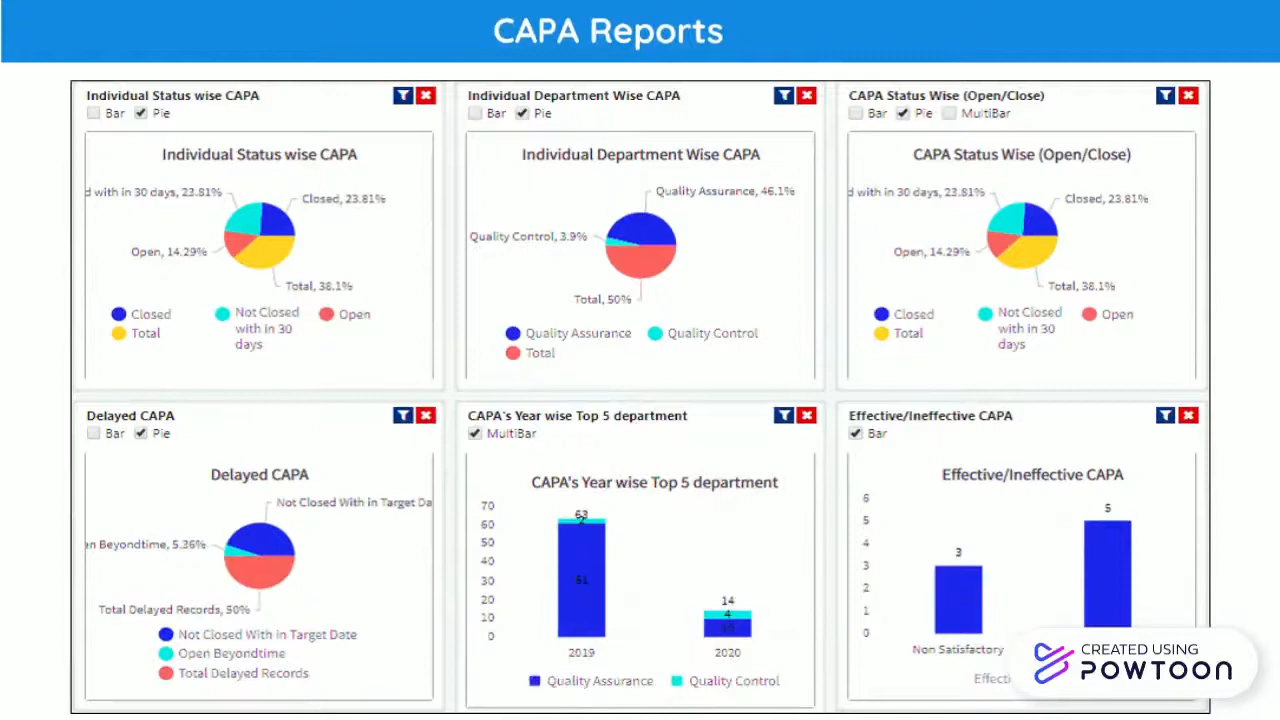 CAPA Reports
Individual Status wise CAPA
Bar Pie
Individual Status wise CAPA
d with in 30 days, 23.81%
Closed, 23.81%
Open, 14.29%
Total, 38.1%
Closed
Not Closed
with in 30
days
Open
Total
Individual Department Wise CAPA
Bar Pie
Individual Department Wise CAPA
Quality Assurance, 46.1%
Quality Control, 3.9%
Total, 50%
Quality Assurance
Quality Control
Total
CAPA Status Wise (Open/Close)
Bar Pie MultiBar
CAPA Status Wise (Open/Close)
d with in 30 days, 23.81%
Closed, 23.81%
Open, 14.29%
Total, 38.1%
Closed
Not Closed
with in 30
days
Open
Total
Delayed CAPA
Bar Pie
Delayed CAPA
Not Closed With in Target Da
en Beyondtime, 5.36%
Total Delayed Records, 50%
Not Closed With in Target Date
Open Beyondtime
Total Delayed Records
CAPA's Year wise Top 5 department
MultiBar
CAPA's Year wise Top 5 department
70
60
50
40
30
20
10
0
63
2
61
14
4
10
2019
2020
Quality Assurance
Quality Control
Effective/Ineffective CAPA
Bar
Effective/Ineffective CAPA
6
5
4
3
2
1
0
3
5
Non Satisfactory
Effecti
CREATED USING
POWTOON